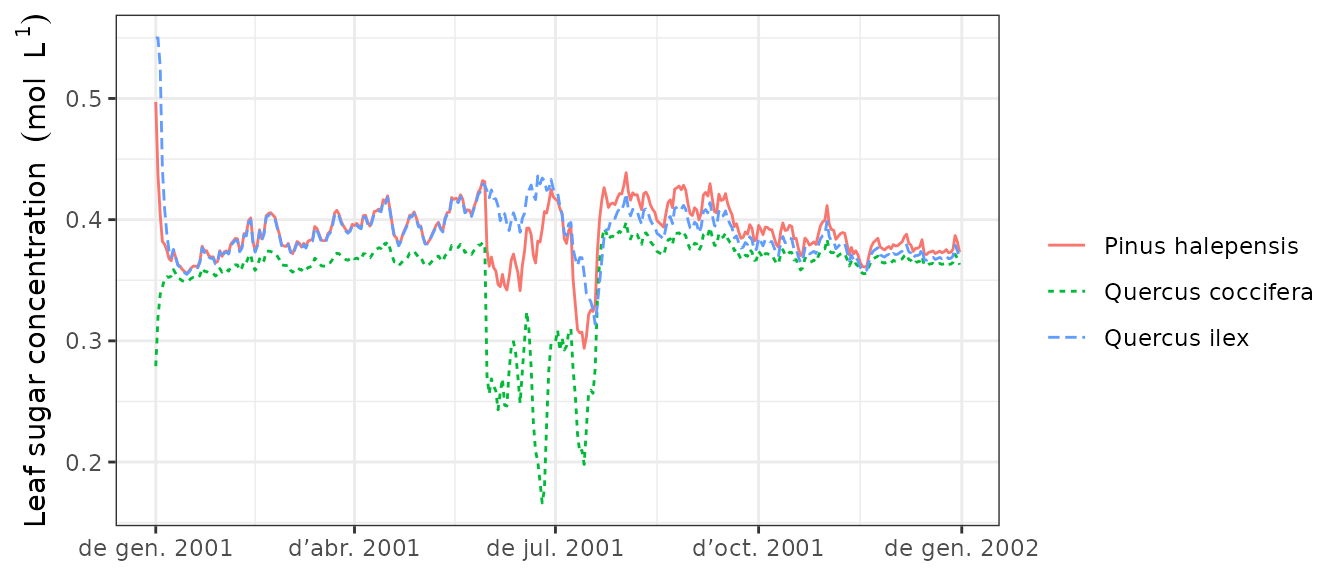 Leaf sugar concentration (mol L¹)
0.5
0.4
0.3
0.2
de gen. 2001
d’abr. 2001
de jul. 2001
d’oct. 2001
de gen. 2002
Pinus halepensis
Quercus coccifera
Quercus ilex